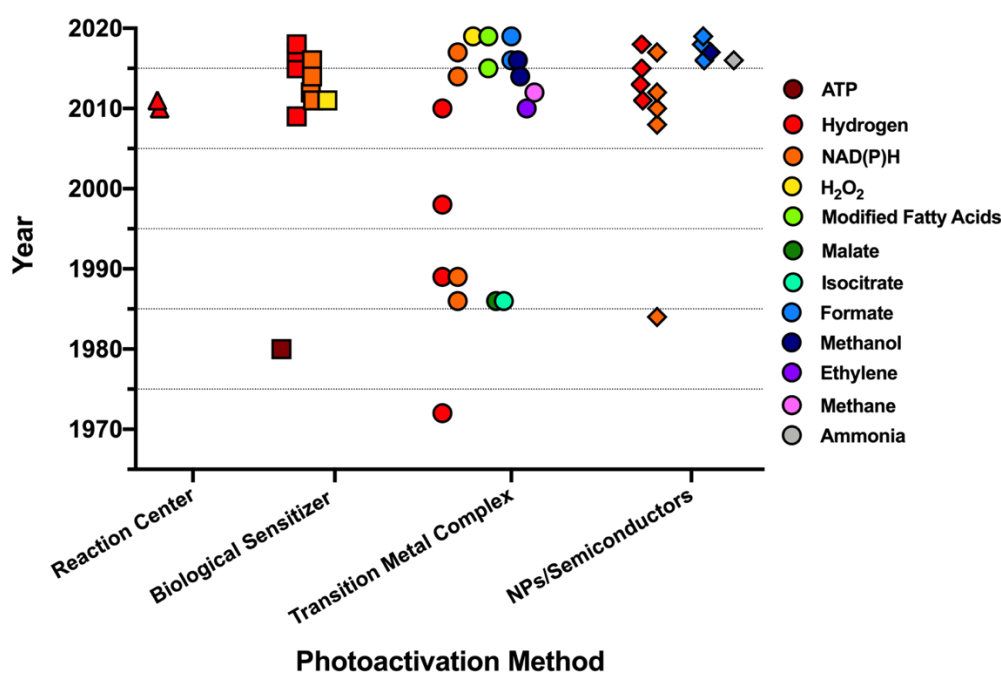 2020
2010
2000
1990
1980
1970
Year
Reaction Center
Biological Sensitizer
Transition Metal Complex
NPs/Semiconductors
Photoactivation Method
ATP
Hydrogen
NAD(P)H
H₂O₂
Modified Fatty Acids
Malate
Isocitrate
Formate
Methanol
Ethylene
Methane
Ammonia